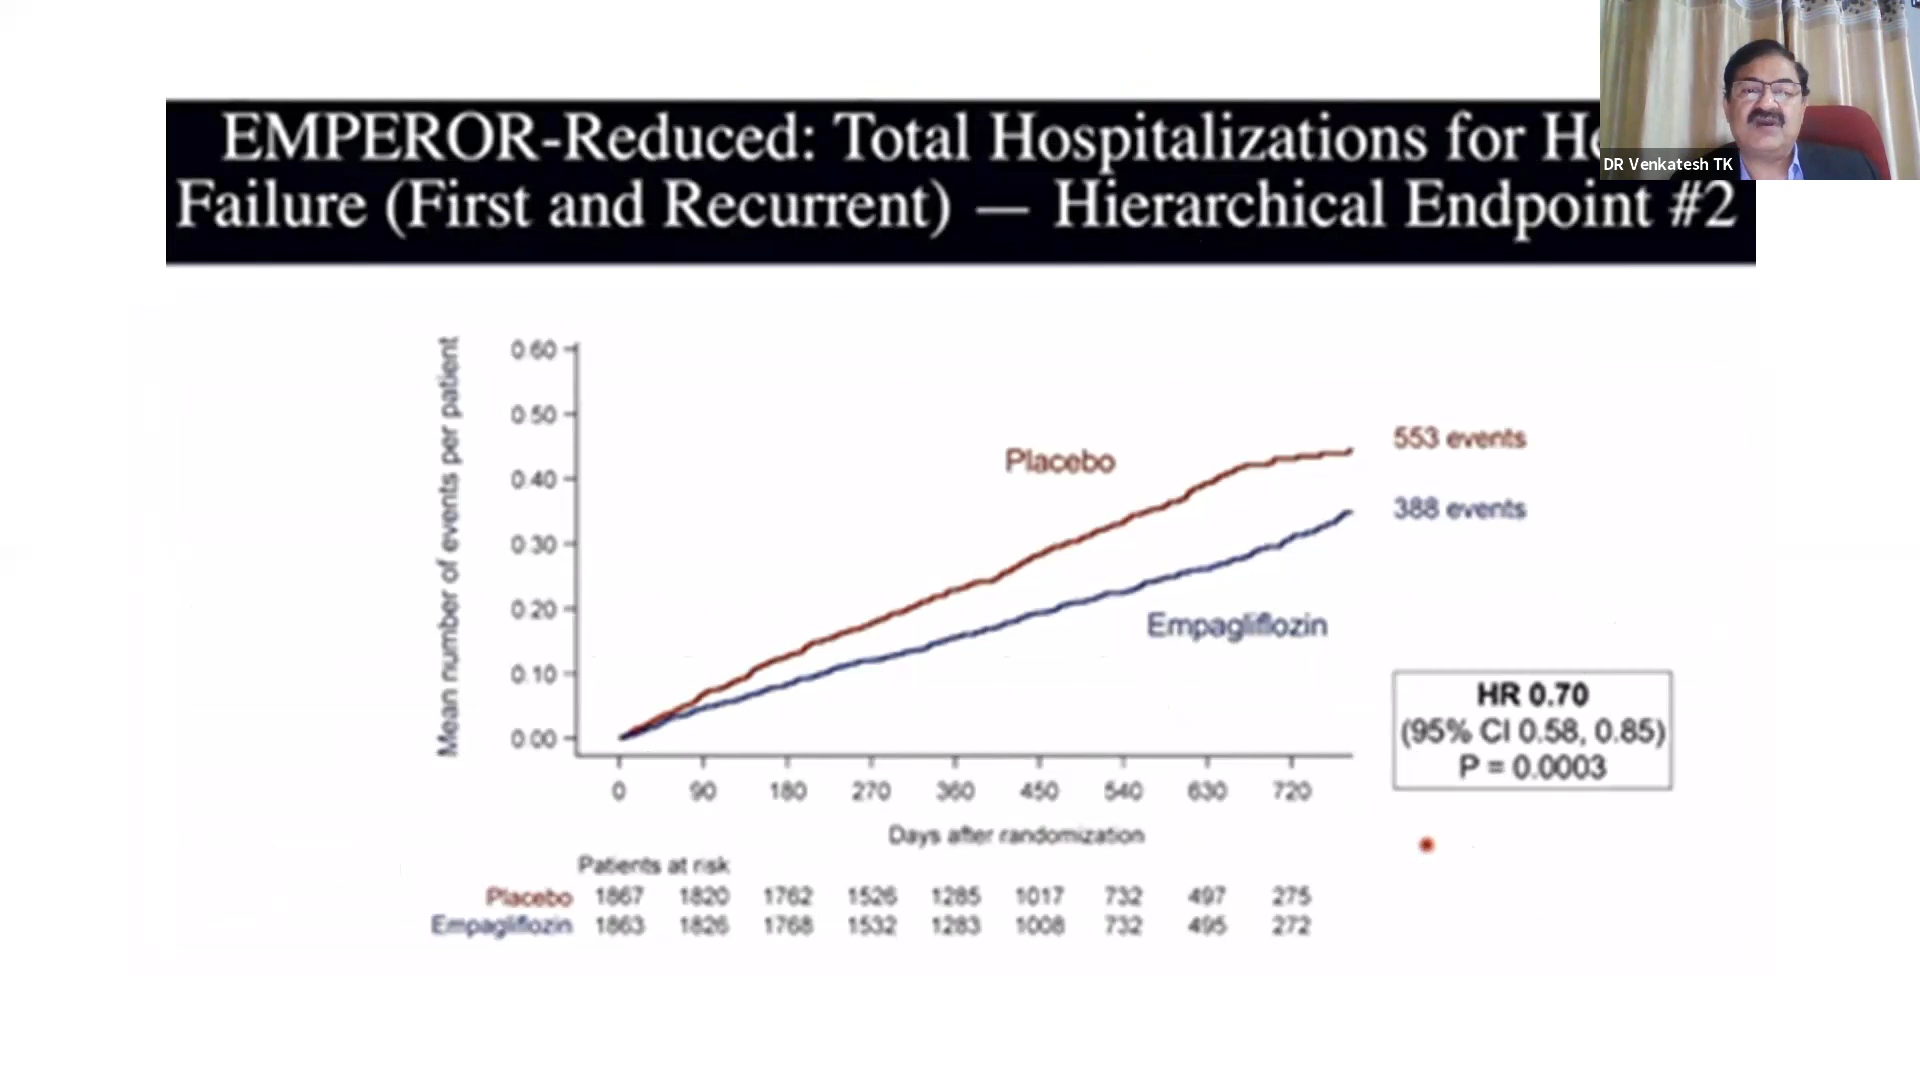 EMPEROR-Reduced: Total Hospitalizations for He
Failure (First and Recurrent) — Hierarchical Endpoint #2
DR Venkatesh TK
Mean number of events per patient
0.60
0.50
0.40
0.30
0.20
0.10
0.00
Placebo
553 events
388 events
Empagliflozin
HR 0.70
(95% CI 0.58, 0.85)
P = 0.0003
0 90 180 270 360 450 540 630 720
Days after randomization
Patients at risk
Placebo 1867 1820 1762 1526 1285 1017 732 497 275
Empagliflozin 1863 1826 1768 1532 1283 1008 732 495 272